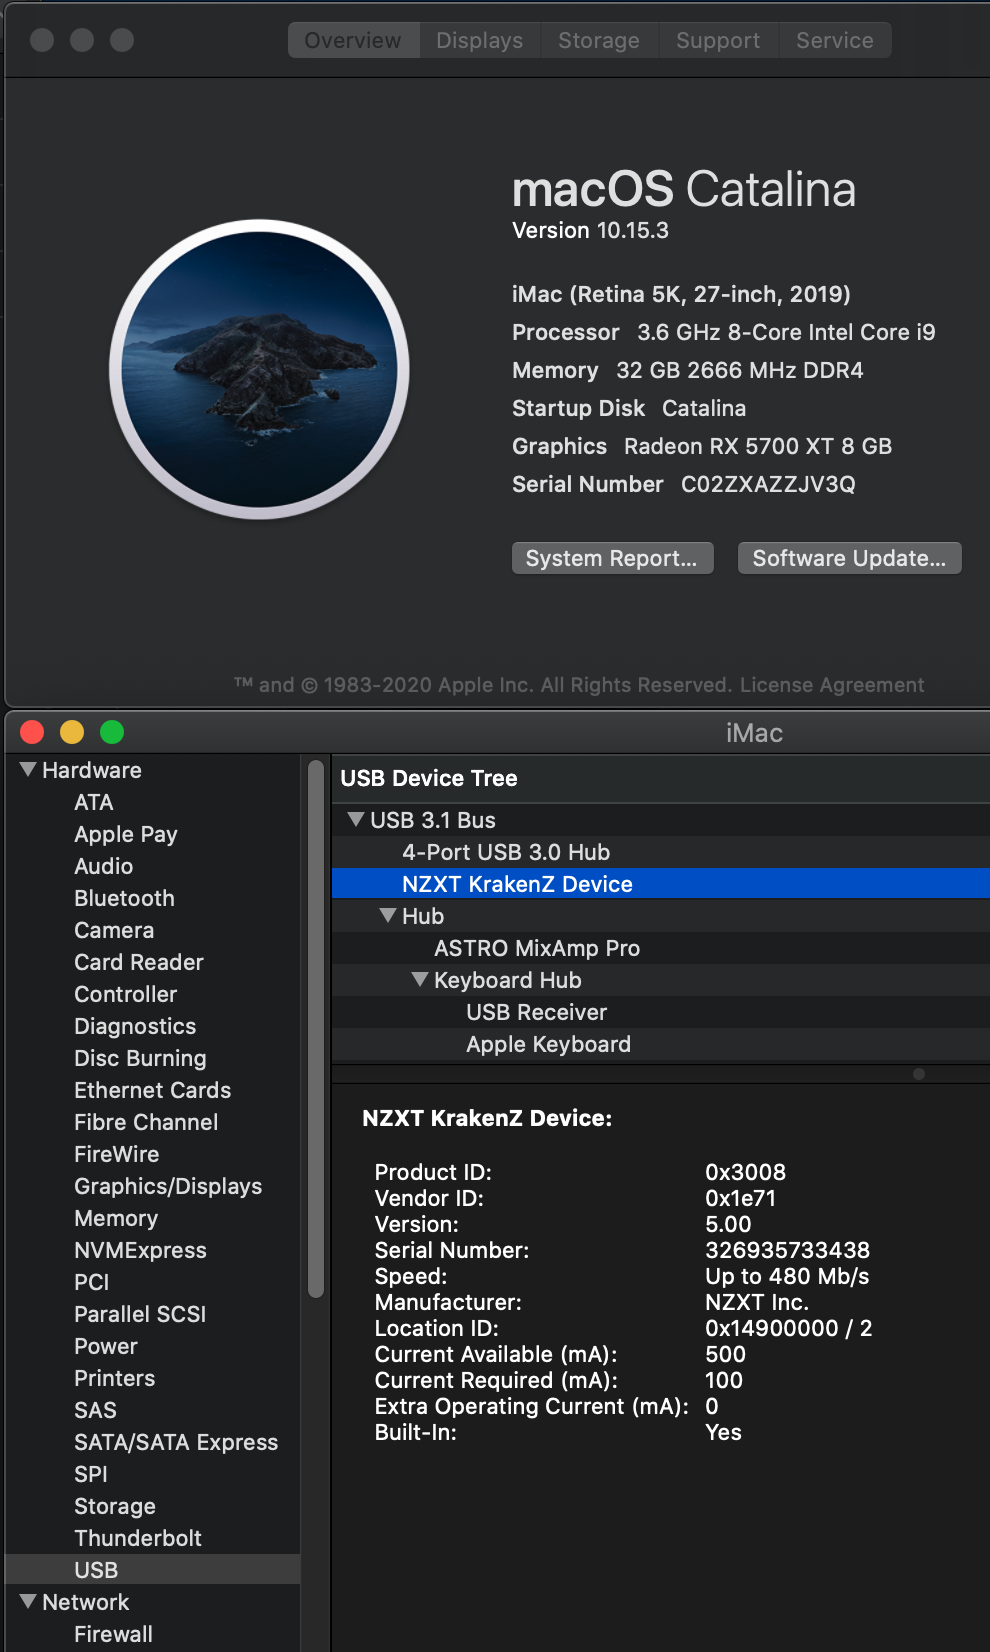 Overview Displays Storage Support Service
macOS Catalina
Version 10.15.3
iMac (Retina 5K, 27-inch, 2019)
Processor 3.6 GHz 8-Core Intel Core i9
Memory 32 GB 2666 MHz DDR4
Startup Disk Catalina
Graphics Radeon RX 5700 XT 8 GB
Serial Number C02ZXAZZJV3Q
System Report... Software Update...
™ and © 1983-2020 Apple Inc. All Rights Reserved. License Agreement
iMac
Hardware
ATA
Apple Pay
Audio
Bluetooth
Camera
Card Reader
Controller
Diagnostics
Disc Burning
Ethernet Cards
Fibre Channel
FireWire
Graphics/Displays
Memory
NVMExpress
PCI
Parallel SCSI
Power
Printers
SAS
SATA/SATA Express
SPI
Storage
Thunderbolt
USB
Network
Firewall
USB Device Tree
USB 3.1 Bus
4-Port USB 3.0 Hub
NZXT KrakenZ Device
Hub
ASTRO MixAmp Pro
Keyboard Hub
USB Receiver
Apple Keyboard
NZXT KrakenZ Device:
Product ID: 0x3008
Vendor ID: 0x1e71
Version: 5.00
Serial Number: 326935733438
Speed: Up to 480 Mb/s
Manufacturer: NZXT Inc.
Location ID: 0x14900000 / 2
Current Available (mA): 500
Current Required (mA): 100
Extra Operating Current (mA): 0
Built-In: Yes